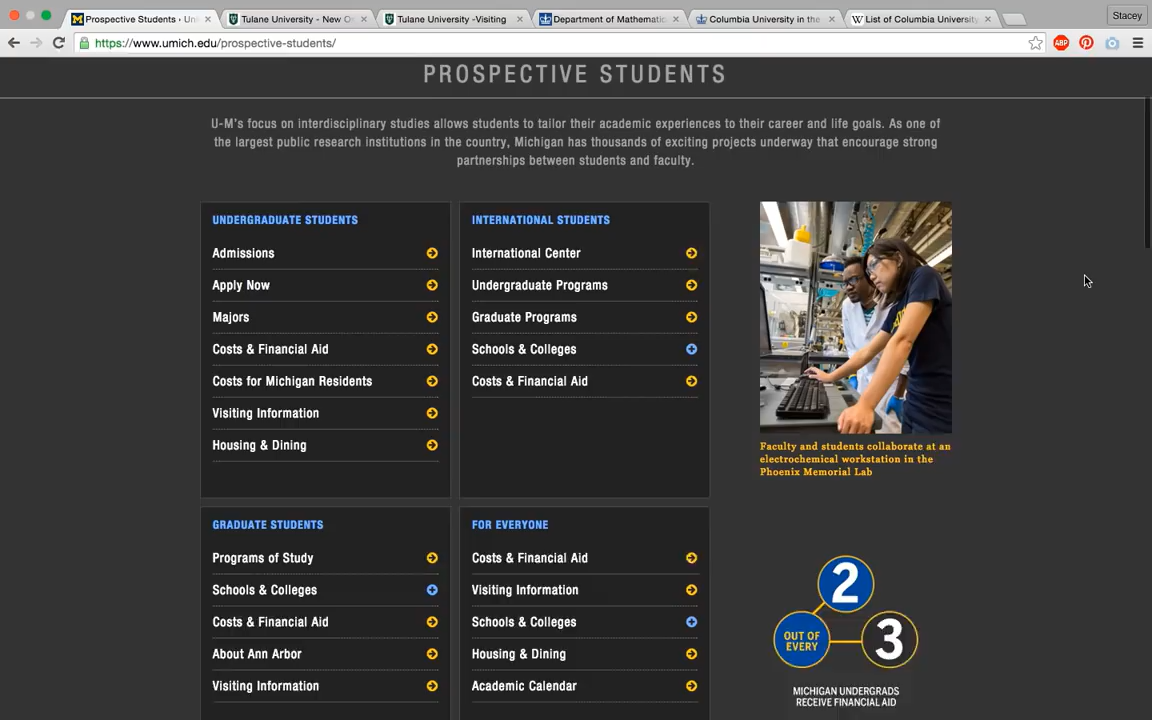 Prospective Students › Uni
Tulane University - New O
Tulane University -Visiting
Department of Mathematic
Columbia University in the
List of Columbia University
Stacey
https://www.umich.edu/prospective-students/
ABP
PROSPECTIVE STUDENTS
U-M's focus on interdisciplinary studies allows students to tailor their academic experiences to their career and life goals. As one of
the largest public research institutions in the country, Michigan has thousands of exciting projects underway that encourage strong
partnerships between students and faculty.
UNDERGRADUATE STUDENTS
Admissions
Apply Now
Majors
Costs & Financial Aid
Costs for Michigan Residents
Visiting Information
Housing & Dining
INTERNATIONAL STUDENTS
International Center
Undergraduate Programs
Graduate Programs
Schools & Colleges
Costs & Financial Aid
Faculty and students collaborate at an
electrochemical workstation in the
Phoenix Memorial Lab
GRADUATE STUDENTS
Programs of Study
Schools & Colleges
Costs & Financial Aid
About Ann Arbor
Visiting Information
FOR EVERYONE
Costs & Financial Aid
Visiting Information
Schools & Colleges
Housing & Dining
Academic Calendar
2
OUT OF
EVERY
3
MICHIGAN UNDERGRADS
RECEIVE FINANCIAL AID